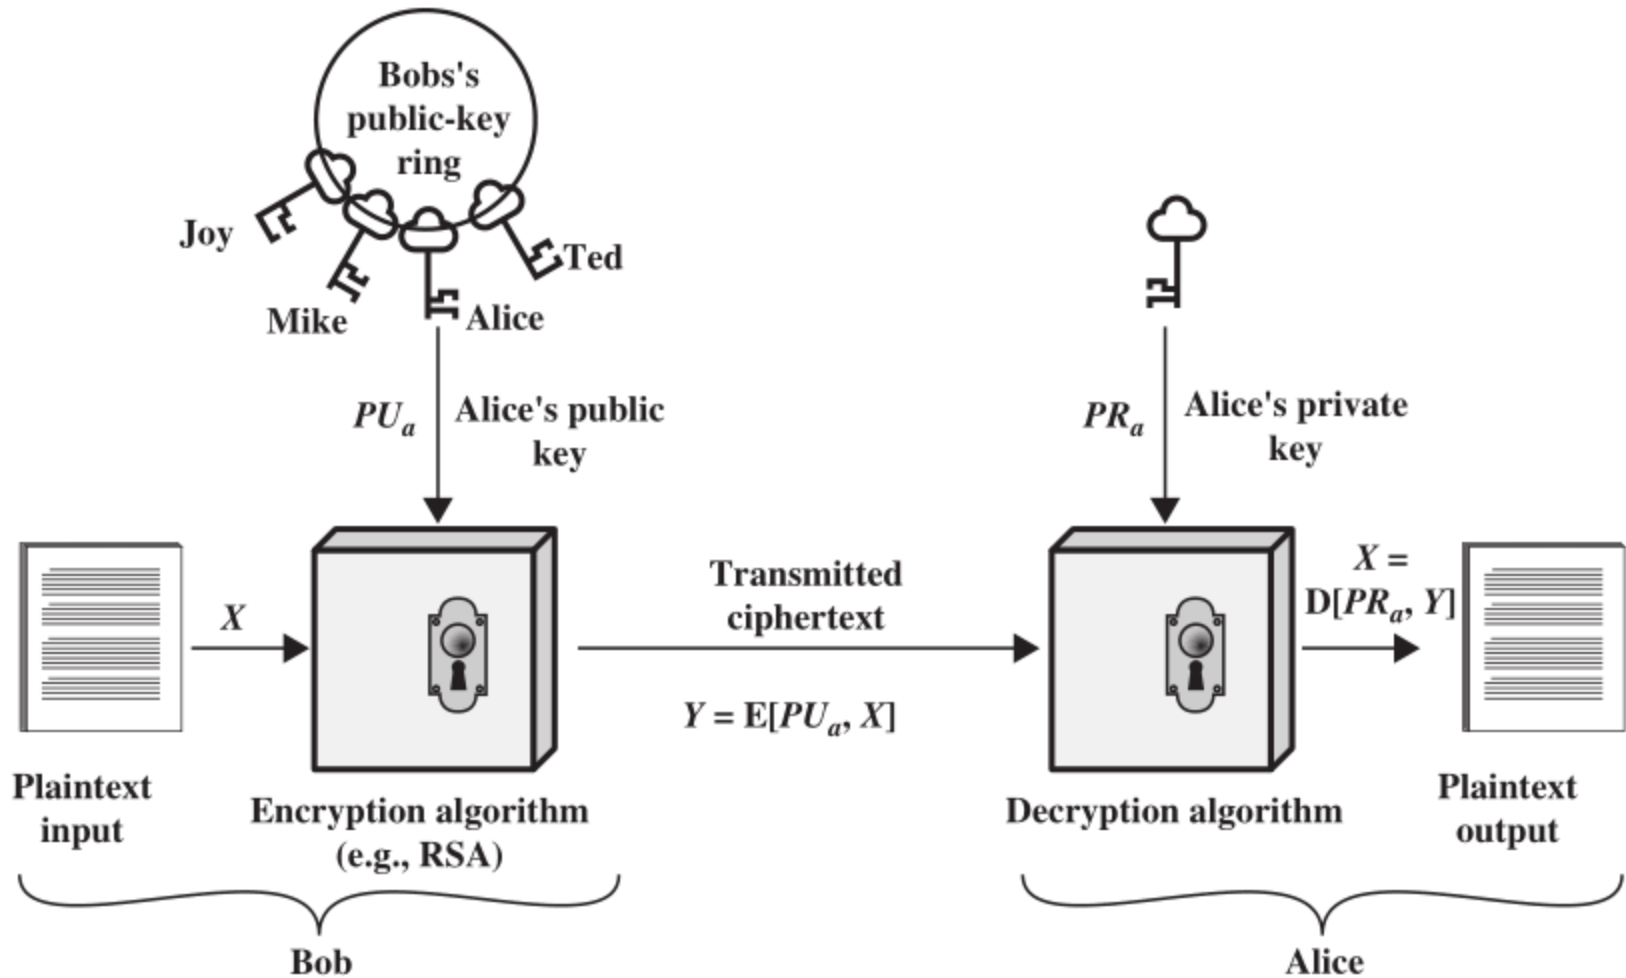 Bobs's
public-key
ring
Joy
Ted
Mike
Alice
PUa
Alice's public
key
PRa
Alice's private
key
X
Transmitted
ciphertext
Y = E[PUa, X]
X =
D[PRa, Y]
Plaintext
input
Encryption algorithm
(e.g., RSA)
Decryption algorithm
Plaintext
output
Bob
Alice